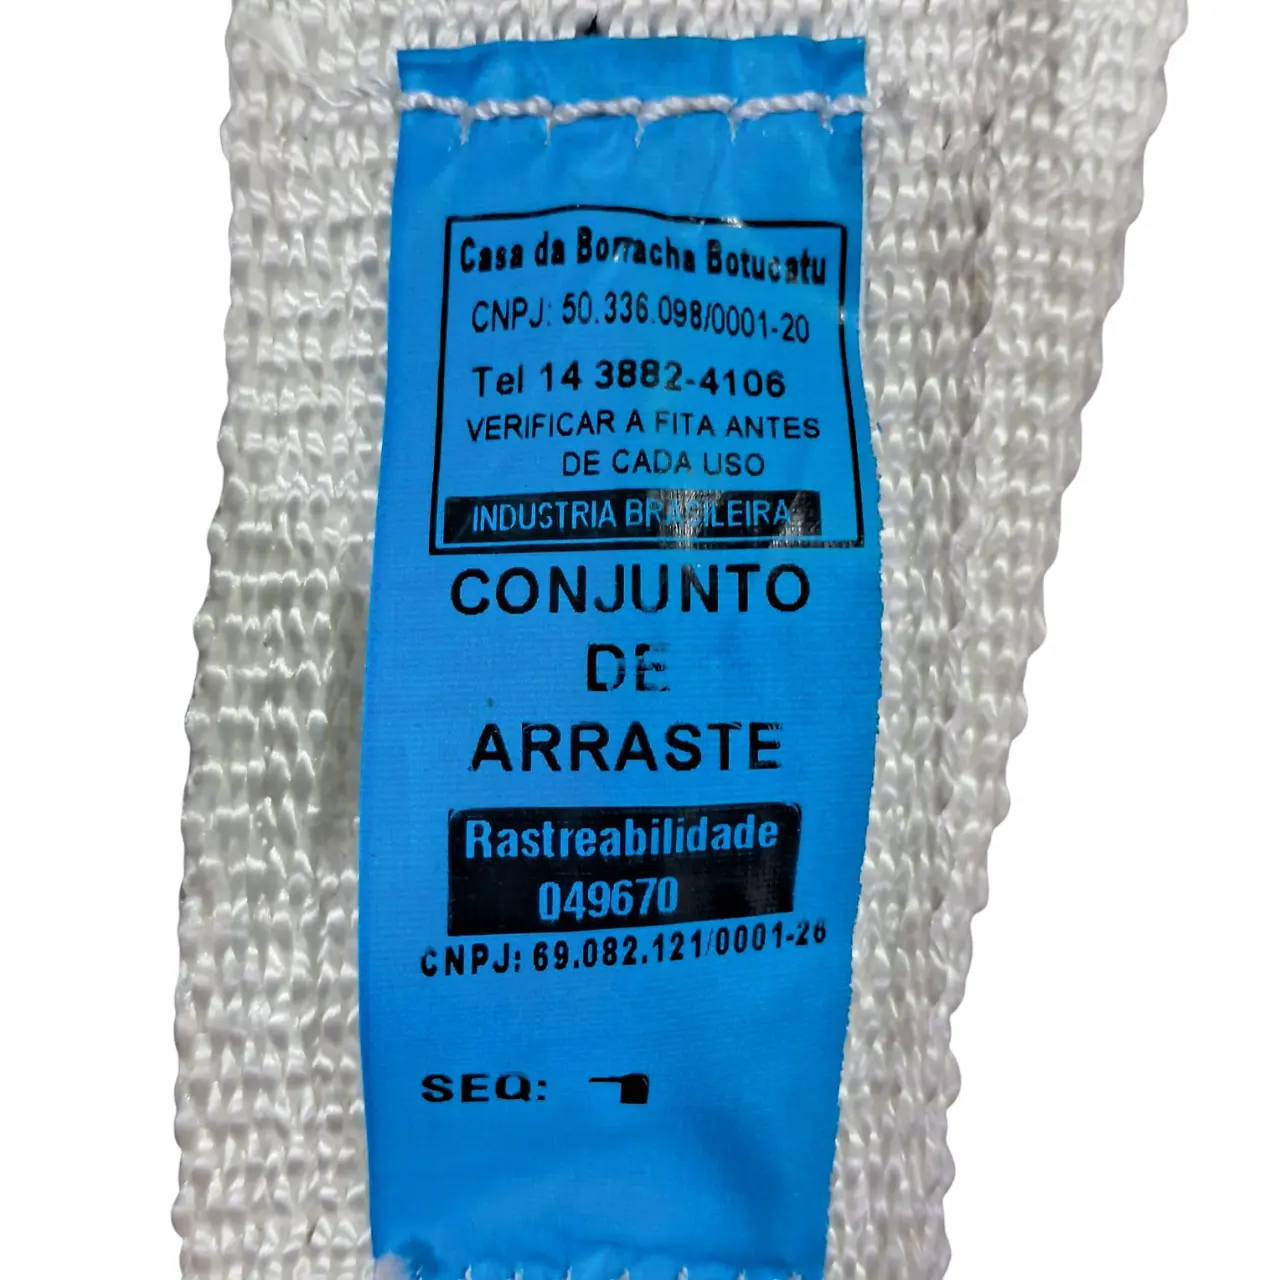 Casa da Borracha Botucatu
CNPJ: 50.336.098/0001-20
Tel 14 3882-4106
VERIFICAR A FITA ANTES
DE CADA USO
INDUSTRIA BRASILEIRA
CONJUNTO
DE
ARRASTE
Rastreabilidade
049670
CNPJ: 69.082.121/0001-26
SEQ: